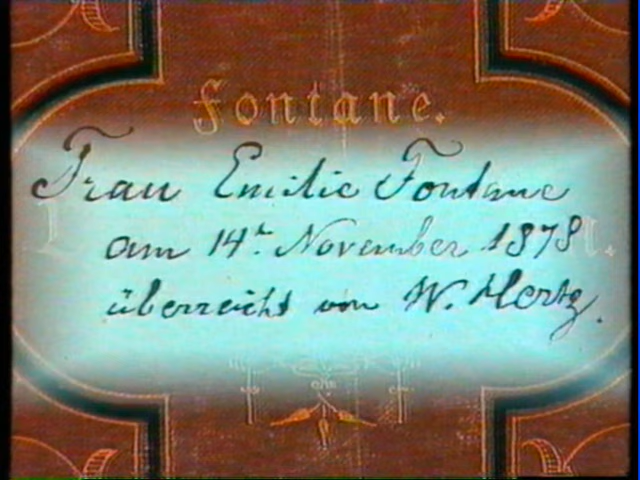 Fontane.
Frau Emilie Fontane
am 14t. November 1878
überreicht von W. Hertz.